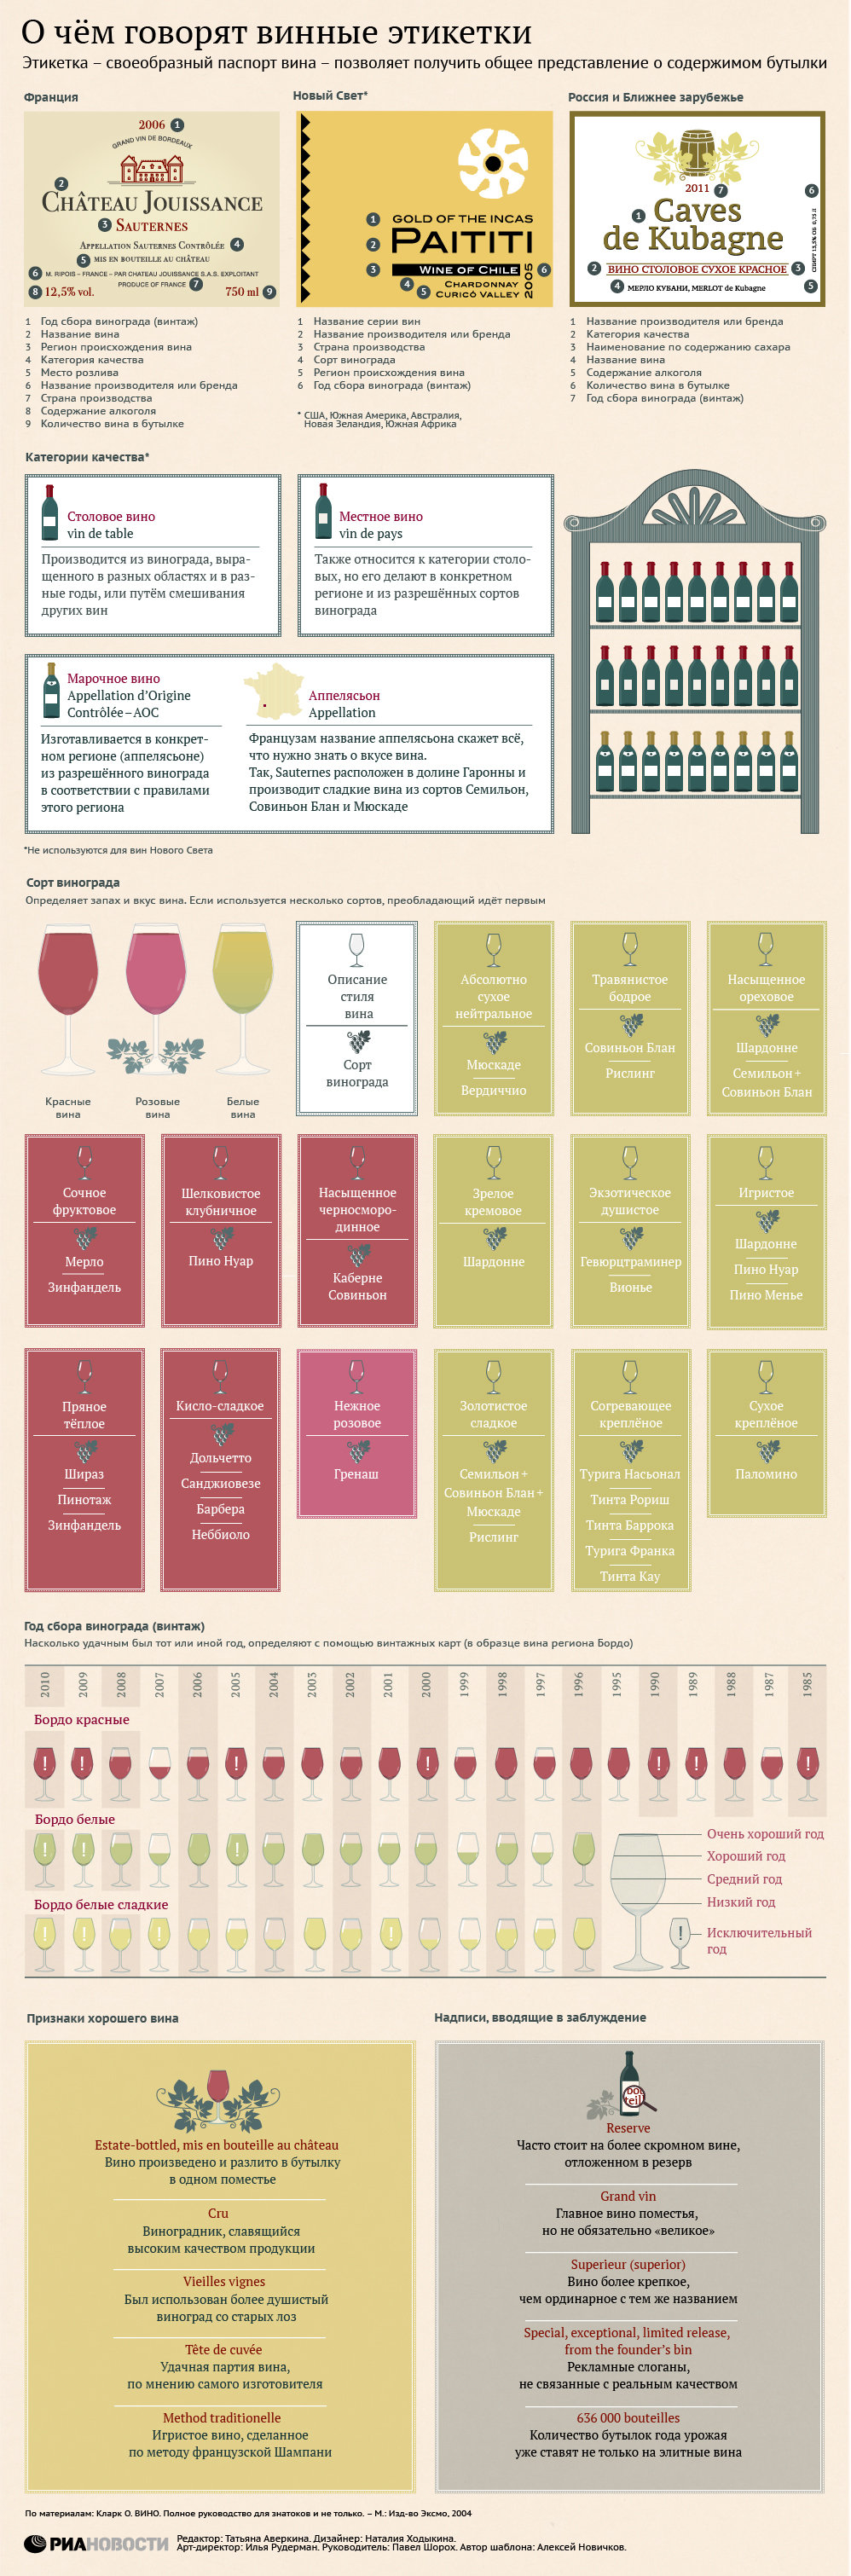 О чём говорят винные этикетки
Этикетка – своеобразный паспорт вина – позволяет получить общее представление о содержимом бутылки
Франция
2006 1
GRAND VIN DE BORDEAUX
2
CHÂTEAU JOUISSANCE
3 SAUTERNES
APPELLATION SAUTERNES CONTRÔLÉE 4
5 MIS EN BOUTEILLE AU CHÂTEAU
6 M. RIPOIS – FRANCE – PAR CHATEAU JOUISSANCE S.A.S. EXPLOITANT
PRODUCE OF FRANCE 7
8 12,5% vol. 750 ml 9
1 Год сбора винограда (винтаж)
2 Название вина
3 Регион происхождения вина
4 Категория качества
5 Место розлива
6 Название производителя или бренда
7 Страна производства
8 Содержание алкоголя
9 Количество вина в бутылке
Новый Свет*
1 GOLD OF THE INCAS
2 PAITITI
3 WINE OF CHILE 6
4 CHARDONNAY
5 CURICÓ VALLEY
2005
1 Название серии вин
2 Название производителя или бренда
3 Страна производства
4 Сорт винограда
5 Регион происхождения вина
6 Год сбора винограда (винтаж)
* США, Южная Америка, Австралия,
Новая Зеландия, Южная Африка
Россия и Ближнее зарубежье
2011 7
6
1 Caves
de Kubagne
2 ВИНО СТОЛОВОЕ СУХОЕ КРАСНОЕ 3
4 МЕРЛО КУБАНИ, MERLOT de Kubagne
5
СПИРТ 12,5% ОБ 0,75 Л
1 Название производителя или бренда
2 Категория качества
3 Наименование по содержанию сахара
4 Название вина
5 Содержание алкоголя
6 Количество вина в бутылке
7 Год сбора винограда (винтаж)
Категории качества*
Столовое вино
vin de table
Производится из винограда, выра-
щенного в разных областях и в раз-
ные годы, или путём смешивания
других вин
Местное вино
vin de pays
Также относится к категории столо-
вых, но его делают в конкретном
регионе и из разрешённых сортов
винограда
Марочное вино
Appellation d’Origine
Contrôlée – AOC
Изготавливается в конкрет-
ном регионе (аппелясьоне)
из разрешённого винограда
в соответствии с правилами
этого региона
Аппелясьон
Appellation
Французам название аппелясьона скажет всё,
что нужно знать о вкусе вина.
Так, Sauternes расположен в долине Гаронны и
производит сладкие вина из сортов Семильон,
Совиньон Блан и Мюскаде
*Не используются для вин Нового Света
Сорт винограда
Определяет запах и вкус вина. Если используется несколько сортов, преобладающий идёт первым
Красные
вина
Розовые
вина
Белые
вина
Описание
стиля
вина
Сорт
винограда
Абсолютно
сухое
нейтральное
Мюскаде
Вердиччио
Травянистое
бодрое
Совиньон Блан
Рислинг
Насыщенное
ореховое
Шардонне
Семильон +
Совиньон Блан
Сочное
фруктовое
Мерло
Зинфандель
Шелковистое
клубничное
Пино Нуар
Насыщенное
черносморо-
динное
Каберне
Совиньон
Зрелое
кремовое
Шардонне
Экзотическое
душистое
Гевюрцтраминер
Вионье
Игристое
Шардонне
Пино Нуар
Пино Менье
Пряное
тёплое
Шираз
Пинотаж
Зинфандель
Кисло-сладкое
Дольчетто
Санджиовезе
Барбера
Неббиоло
Нежное
розовое
Гренаш
Золотистое
сладкое
Семильон +
Совиньон Блан +
Мюскаде
Рислинг
Согревающее
креплёное
Турига Насьонал
Тинта Рориш
Тинта Баррока
Турига Франка
Тинта Кау
Сухое
креплёное
Паломино
Год сбора винограда (винтаж)
Насколько удачным был тот или иной год, определяют с помощью винтажных карт (в образце вина региона Бордо)
2010 2009 2008 2007 2006 2005 2004 2003 2002 2001 2000 1999 1998 1997 1996 1995 1990 1989 1988 1987 1985
Бордо красные
! ! ! ! ! ! !
Бордо белые
! ! !
Бордо белые сладкие
! ! ! !
Очень хороший год
Хороший год
Средний год
Низкий год
! Исключительный
год
Признаки хорошего вина
Estate-bottled, mis en bouteille au château
Вино произведено и разлито в бутылку
в одном поместье
Cru
Виноградник, славящийся
высоким качеством продукции
Vieilles vignes
Был использован более душистый
виноград со старых лоз
Tête de cuvée
Удачная партия вина,
по мнению самого изготовителя
Method traditionelle
Игристое вино, сделанное
по методу французской Шампани
Надписи, вводящие в заблуждение
bou
teil
Reserve
Часто стоит на более скромном вине,
отложенном в резерв
Grand vin
Главное вино поместья,
но не обязательно «великое»
Superieur (superior)
Вино более крепкое,
чем ординарное с тем же названием
Special, exceptional, limited release,
from the founder’s bin
Рекламные слоганы,
не связанные с реальным качеством
636 000 bouteilles
Количество бутылок года урожая
уже ставят не только на элитные вина
По материалам: Кларк О. ВИНО. Полное руководство для знатоков и не только. – М.: Изд-во Эксмо, 2004
РИАНОВОСТИ
Редактор: Татьяна Аверкина. Дизайнер: Наталия Ходыкина.
Арт-директор: Илья Рудерман. Руководитель: Павел Шорох. Автор шаблона: Алексей Новичков.